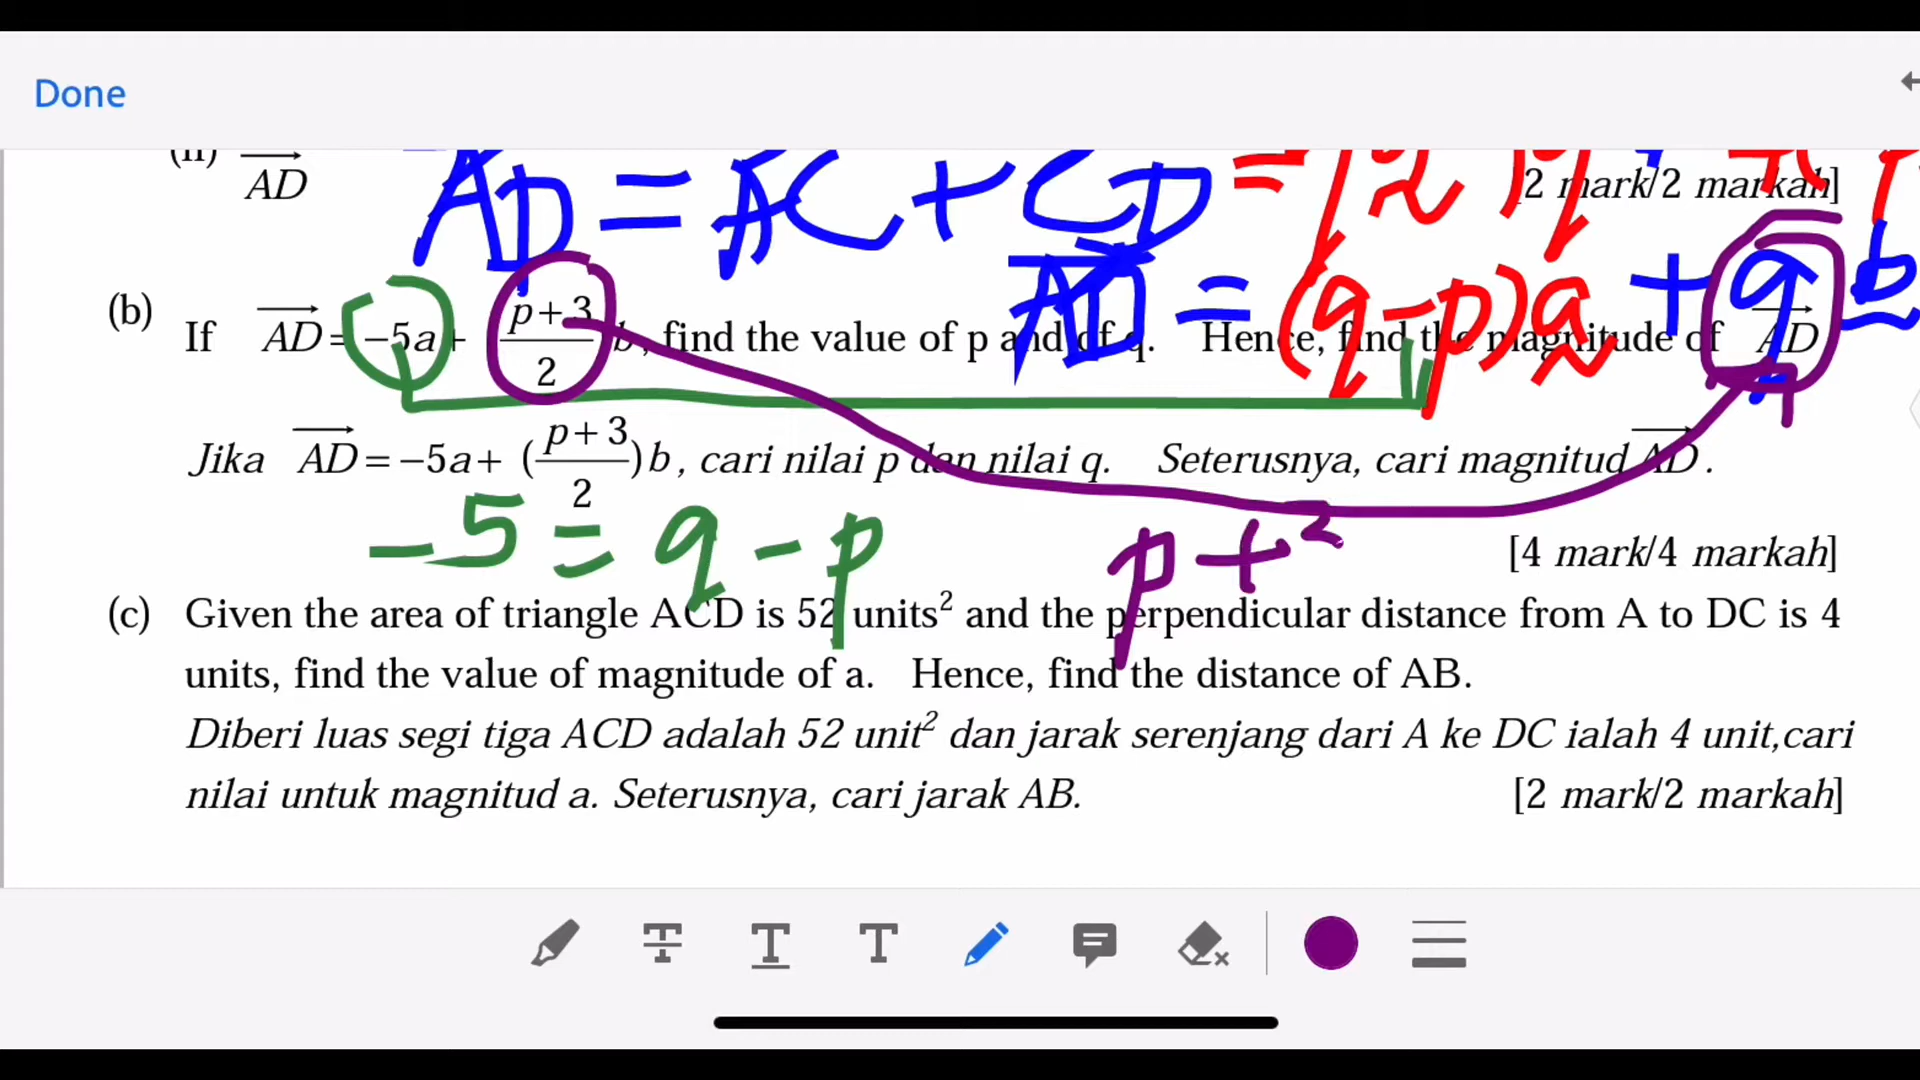 Done
(ii) AD [2 mark/2 markah]
AD = AC + CD =
AD = (q-p)a + q b
(b) If AD = -5a + p+3/2 b, find the value of p and of q. Hence, find the magnitude of AD
Jika AD = -5a + (p+3/2)b, cari nilai p dan nilai q. Seterusnya, cari magnitud AD.
-5 = q - p p +
[4 mark/4 markah]
(c) Given the area of triangle ACD is 52 units² and the perpendicular distance from A to DC is 4
units, find the value of magnitude of a. Hence, find the distance of AB.
Diberi luas segi tiga ACD adalah 52 unit² dan jarak serenjang dari A ke DC ialah 4 unit,cari
nilai untuk magnitud a. Seterusnya, cari jarak AB. [2 mark/2 markah]
T T T